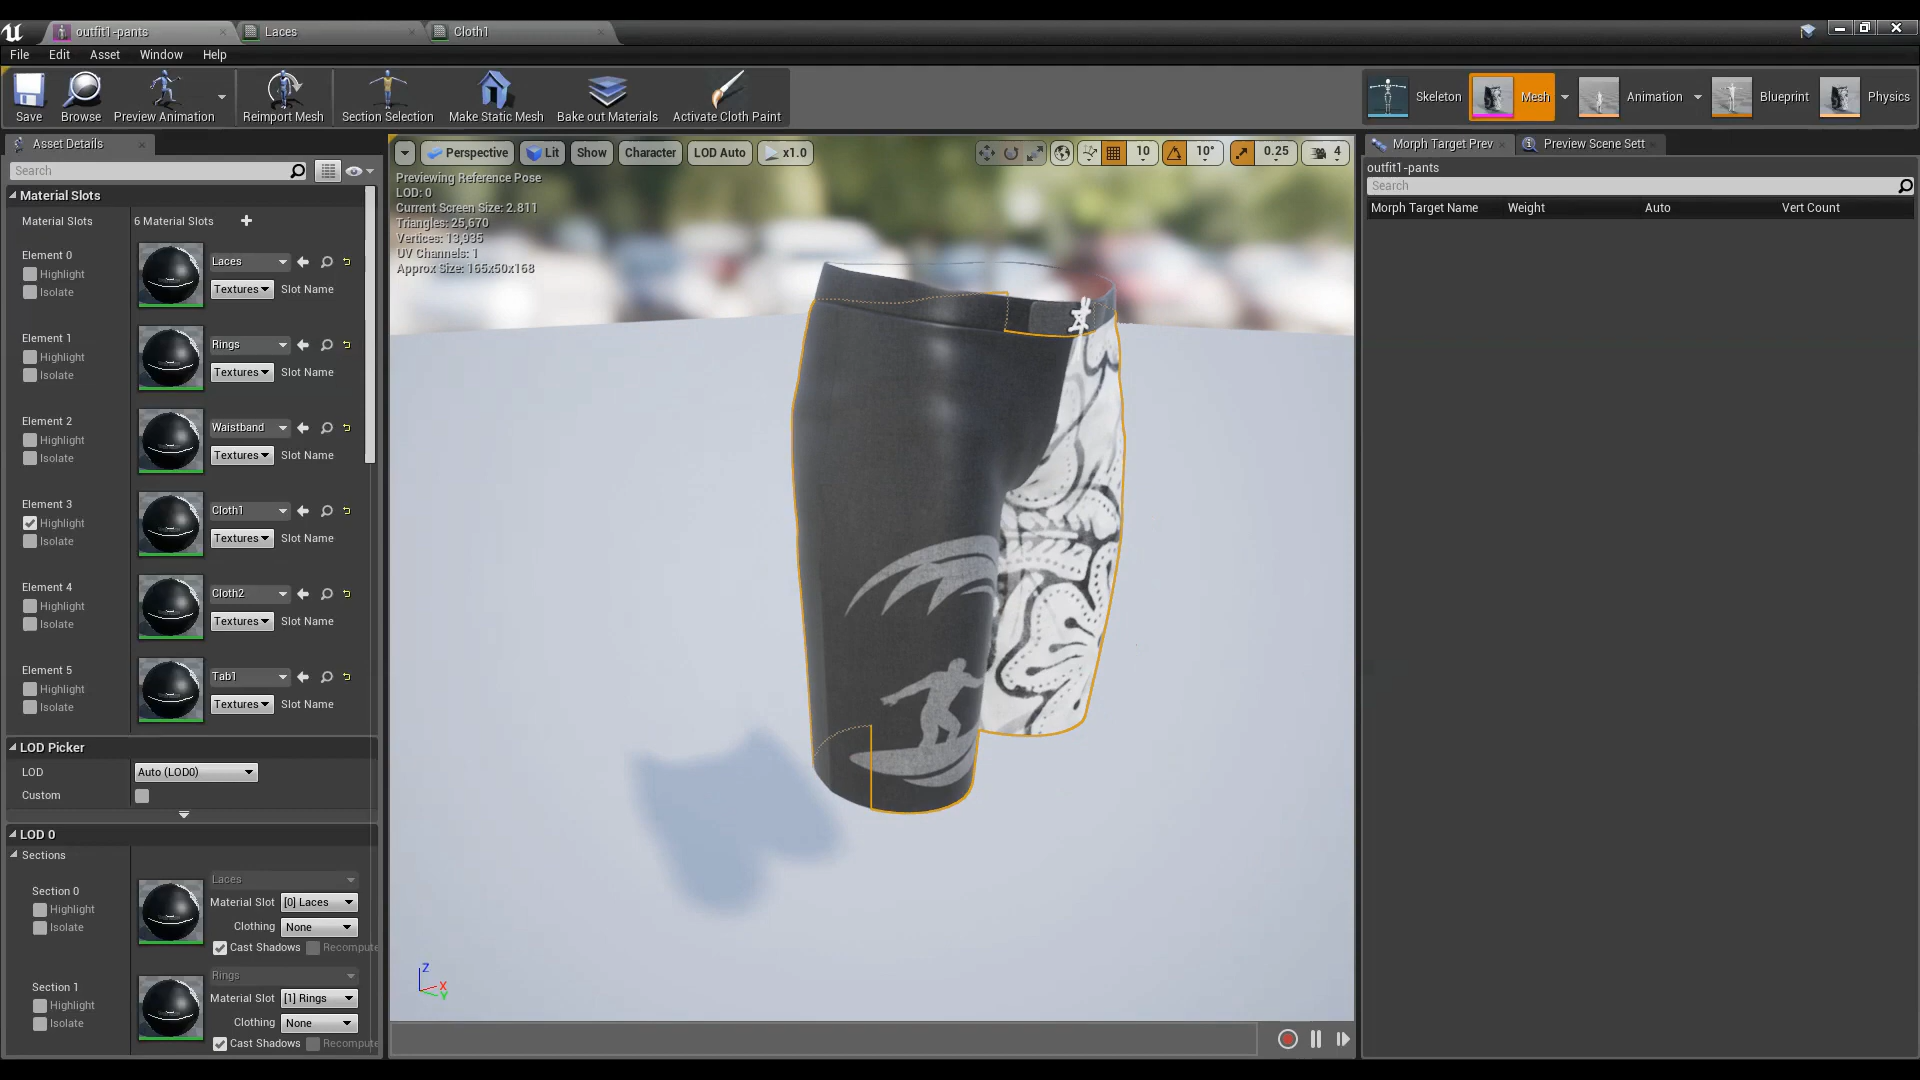 outfit1-pants
Laces
Cloth1
File Edit Asset Window Help
Save Browse Preview Animation Reimport Mesh Section Selection Make Static Mesh Bake out Materials Activate Cloth Paint
Skeleton Mesh Animation Blueprint Physics
Asset Details
Search
Material Slots
Material Slots 6 Material Slots
Element 0
Highlight
Isolate
Laces
Textures Slot Name
Element 1
Highlight
Isolate
Rings
Textures Slot Name
Element 2
Highlight
Isolate
Waistband
Textures Slot Name
Element 3
Highlight
Isolate
Cloth1
Textures Slot Name
Element 4
Highlight
Isolate
Cloth2
Textures Slot Name
Element 5
Highlight
Isolate
Tab1
Textures Slot Name
LOD Picker
LOD Auto (LOD0)
Custom
LOD 0
Sections
Section 0
Highlight
Isolate
Laces
Material Slot [0] Laces
Clothing None
Cast Shadows Recompute
Section 1
Highlight
Isolate
Rings
Material Slot [1] Rings
Clothing None
Cast Shadows Recompute
Perspective Lit Show Character LOD Auto x1.0 10 10° 0.25 4
Previewing Reference Pose
LOD: 0
Current Screen Size: 2.811
Triangles: 25,670
Vertices: 13,935
UV Channels: 1
Approx Size: 165x50x168
Z
X
Y
Morph Target Prev Preview Scene Sett
outfit1-pants
Search
Morph Target Name Weight Auto Vert Count